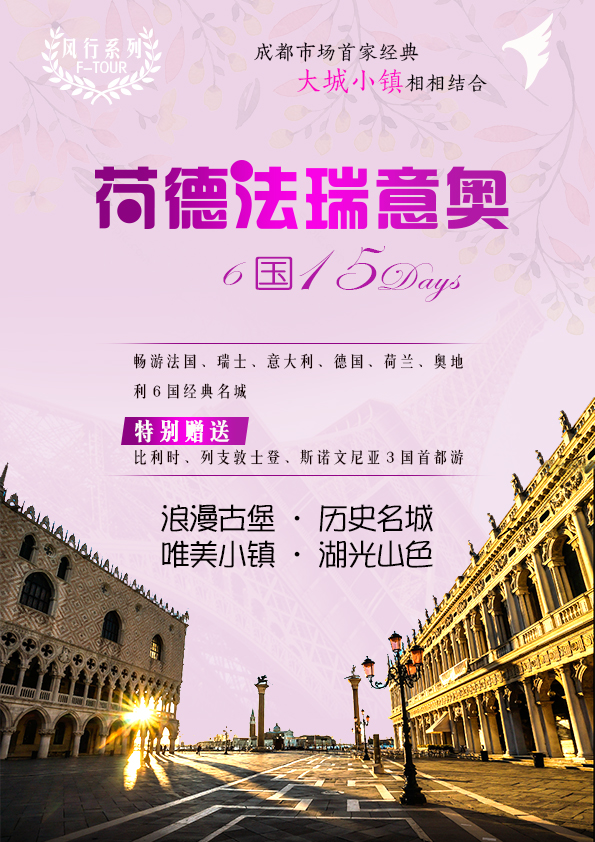 风行系列
F-TOUR
成都市场首家经典
大城小镇相相结合
荷德法瑞意奥
6国15Days
畅游法国、瑞士、意大利、德国、荷兰、奥地
利6国经典名城
特别赠送
比利时、列支敦士登、斯诺文尼亚3国首都游
浪漫古堡·历史名城
唯美小镇·湖光山色